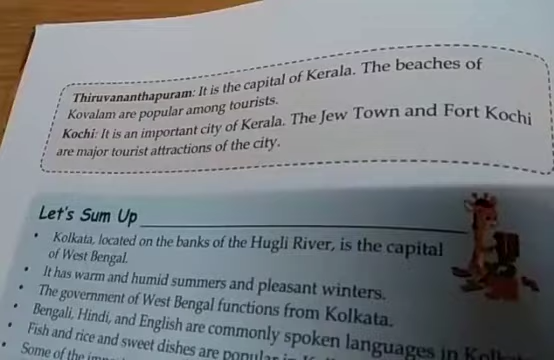 Thiruvananthapuram: It is the capital of Kerala. The beaches of
Kovalam are popular among tourists.
Kochi: It is an important city of Kerala. The Jew Town and Fort Kochi
are major tourist attractions of the city.
Let's Sum Up
• Kolkata, located on the banks of the Hugli River, is the capital
of West Bengal.
• It has warm and humid summers and pleasant winters.
• The government of West Bengal functions from Kolkata.
• Bengali, Hindi, and English are commonly spoken languages in
• Fish and rice and sweet dishes are popular in
• Some of the